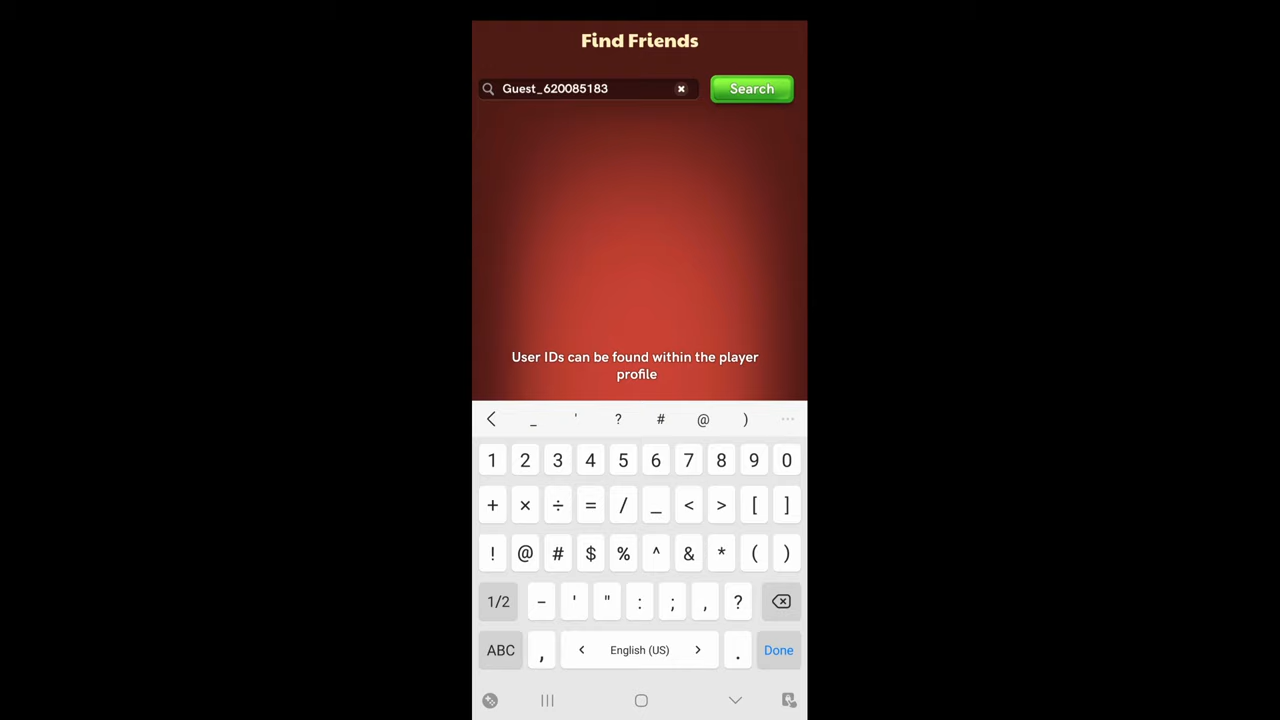 Find Friends
Guest_620085183
Search
User IDs can be found within the player
profile
_ ' ? # @ )
1 2 3 4 5 6 7 8 9 0
+ × ÷ = / _ < > [ ]
! @ # $ % ^ & * ( )
1/2 - ' " : ; , ?
ABC , < English (US) > . Done